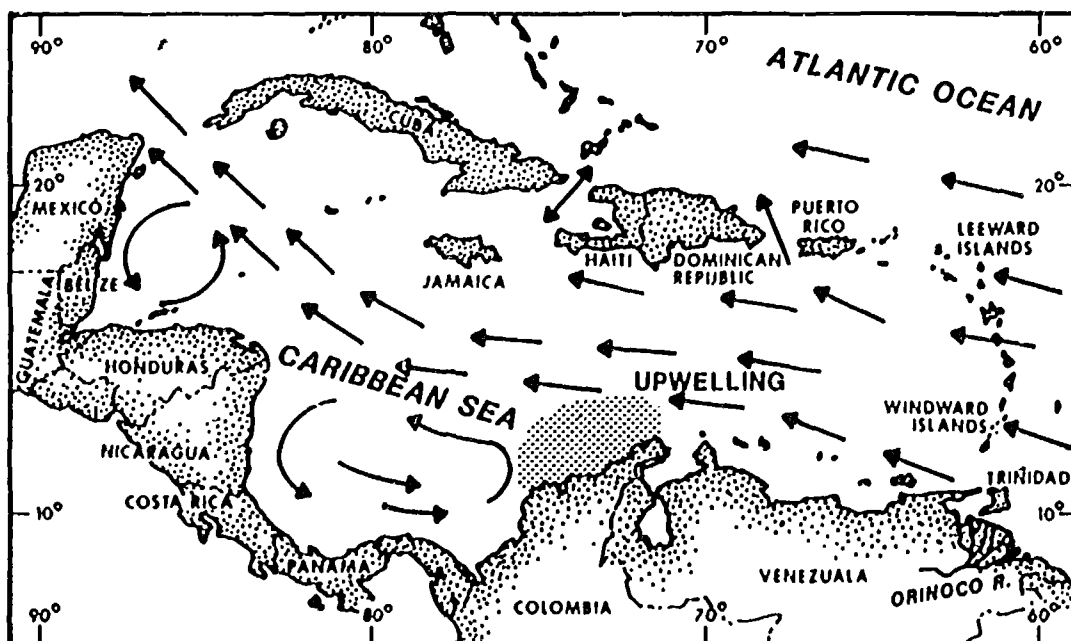 90°
80°
70°
60°
ATLANTIC OCEAN
CUBA
20°
20°
MEXICO
PUERTO
RICO
LEEWARD
ISLANDS
HAITI
DOMINICAN
REPUBLIC
JAMAICA
BELIZE
GUATEMALA
HONDURAS
CARIBBEAN SEA
UPWELLING
WINDWARD
ISLANDS
NICARAGUA
COSTA RICA
TRINIDAD
10°
10°
PANAMA
VENEZUALA
ORINOCO R.
COLOMBIA
90°
80°
70°
60°